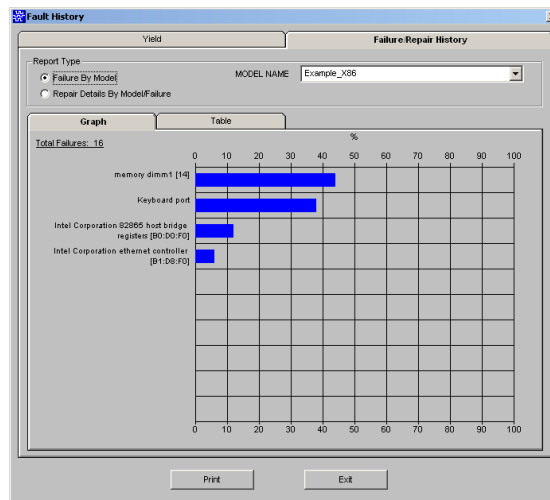 Fault History
Yield
Failure/Repair History
Report Type
Failure By Model
MODEL NAME
Example_X86
Repair Details By Model/Failure
Graph
Table
Total Failures: 16
%
0 10 20 30 40 50 60 70 80 90 100
memory dimm1 [14]
Keyboard port
Intel Corporation 82865 host bridge
registers [B0:D0:F0]
Intel Corporation ethernet controller
[B1:D8:F0]
0 10 20 30 40 50 60 70 80 90 100
Print
Exit